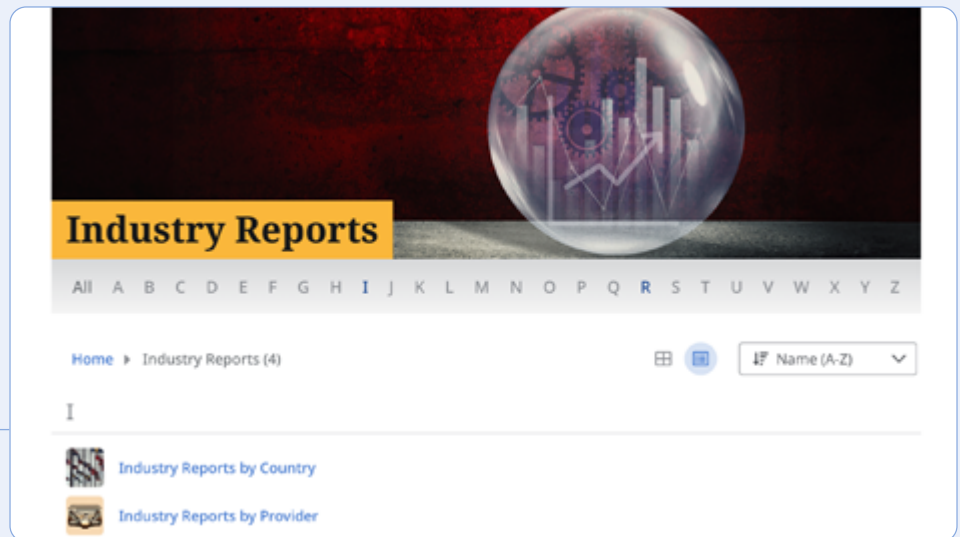 Industry Reports
All A B C D E F G H I J K L M N O P Q R S T U V W X Y Z
Home Industry Reports (4) Name (A-Z)
I
Industry Reports by Country
Industry Reports by Provider